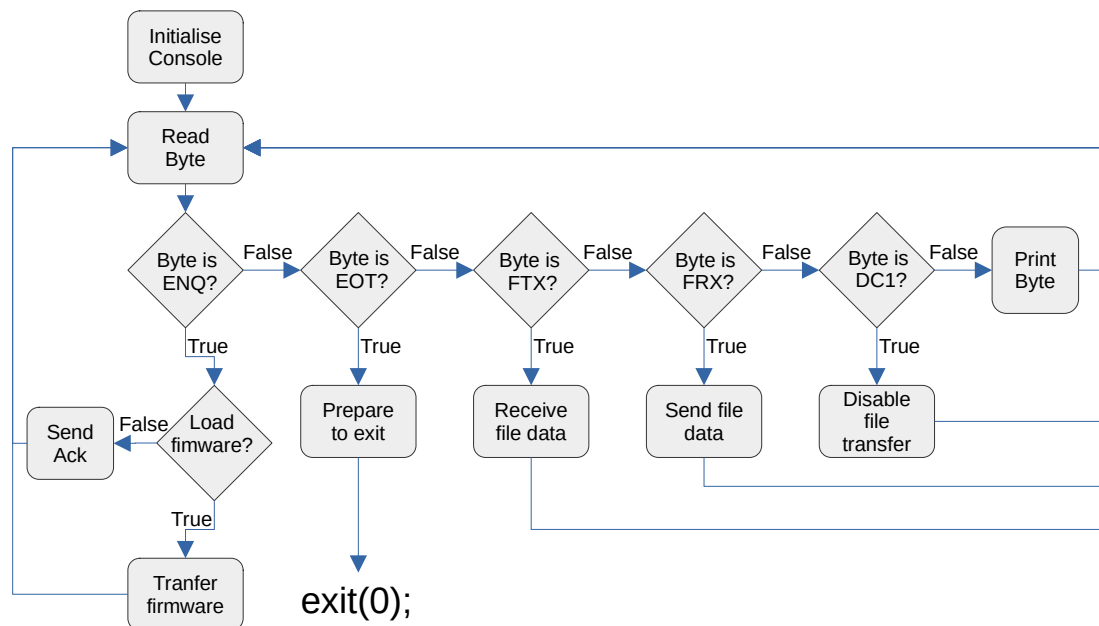 Initialise
Console
Read
Byte
Byte is
ENQ?
False
Byte is
EOT?
False
Byte is
FTX?
False
Byte is
FRX?
False
Byte is
DC1?
False
Print
Byte
True
True
True
True
True
Send
Ack
False
Load
fimware?
Prepare
to exit
Receive
file data
Send file
data
Disable
file
transfer
True
Tranfer
firmware
exit(0);